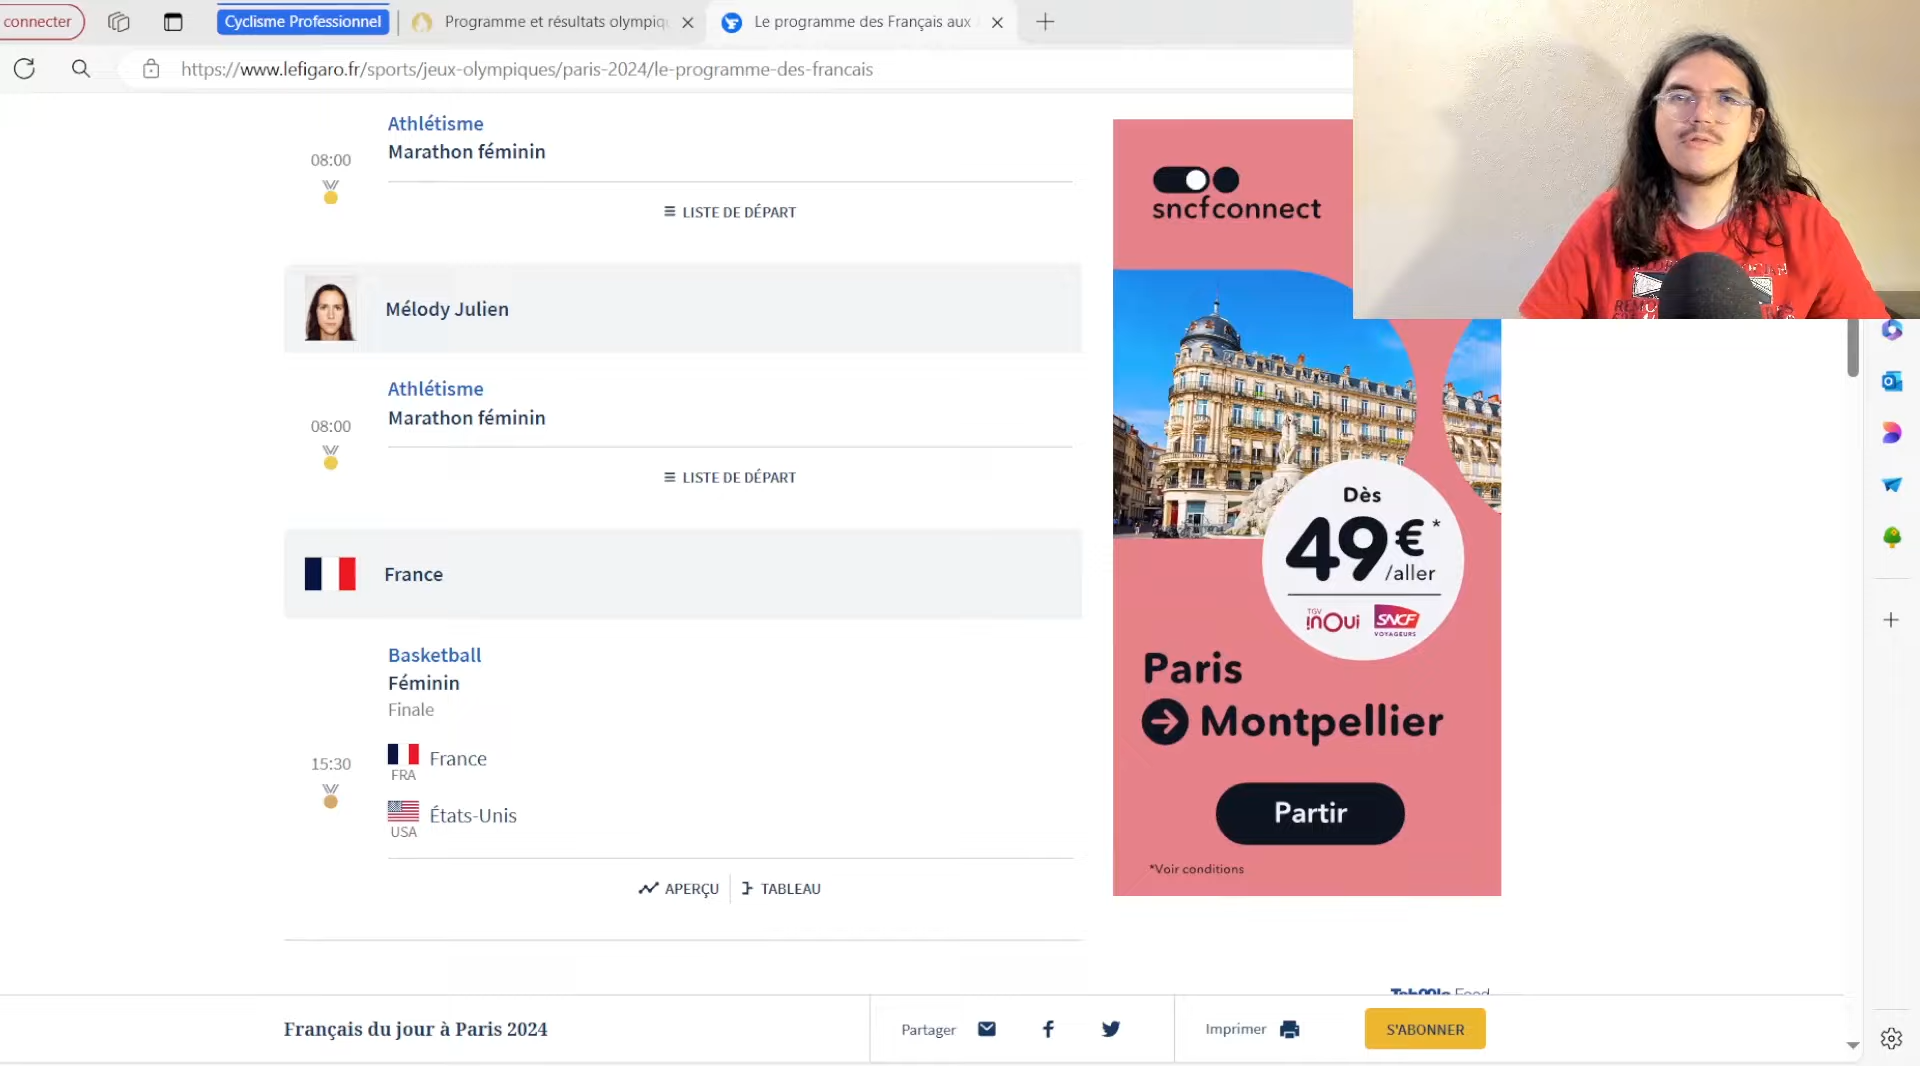 connecter
Cyclisme Professionnel
Programme et résultats olympiq
Le programme des Français aux
https://www.lefigaro.fr/sports/jeux-olympiques/paris-2024/le-programme-des-francais
08:00
Athlétisme
Marathon féminin
LISTE DE DÉPART
Mélody Julien
08:00
Athlétisme
Marathon féminin
LISTE DE DÉPART
France
Basketball
Féminin
Finale
15:30
France
FRA
États-Unis
USA
APERÇU
TABLEAU
sncf connect
Dès
49€*
/aller
TGV
inOui
SNCF
VOYAGEURS
Paris
Montpellier
Partir
*Voir conditions
Français du jour à Paris 2024
Partager
Imprimer
S'ABONNER